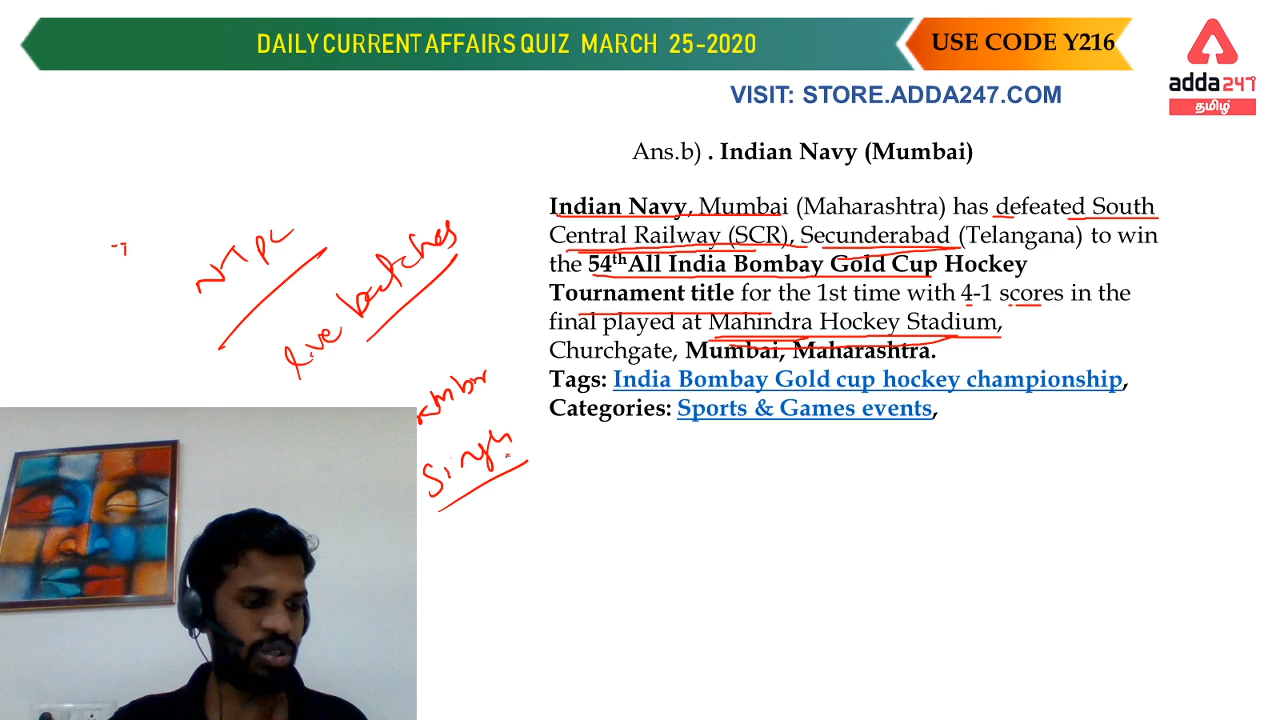 DAILY CURRENT AFFAIRS QUIZ MARCH 25-2020
USE CODE Y216
adda247
தமிழ்
VISIT: STORE.ADDA247.COM
Ans.b) . Indian Navy (Mumbai)
Indian Navy, Mumbai (Maharashtra) has defeated South
Central Railway (SCR), Secunderabad (Telangana) to win
the 54th All India Bombay Gold Cup Hockey
Tournament title for the 1st time with 4-1 scores in the
final played at Mahindra Hockey Stadium,
Churchgate, Mumbai, Maharashtra.
Tags: India Bombay Gold cup hockey championship,
Categories: Sports & Games events,
NTPC
live batches
Singh